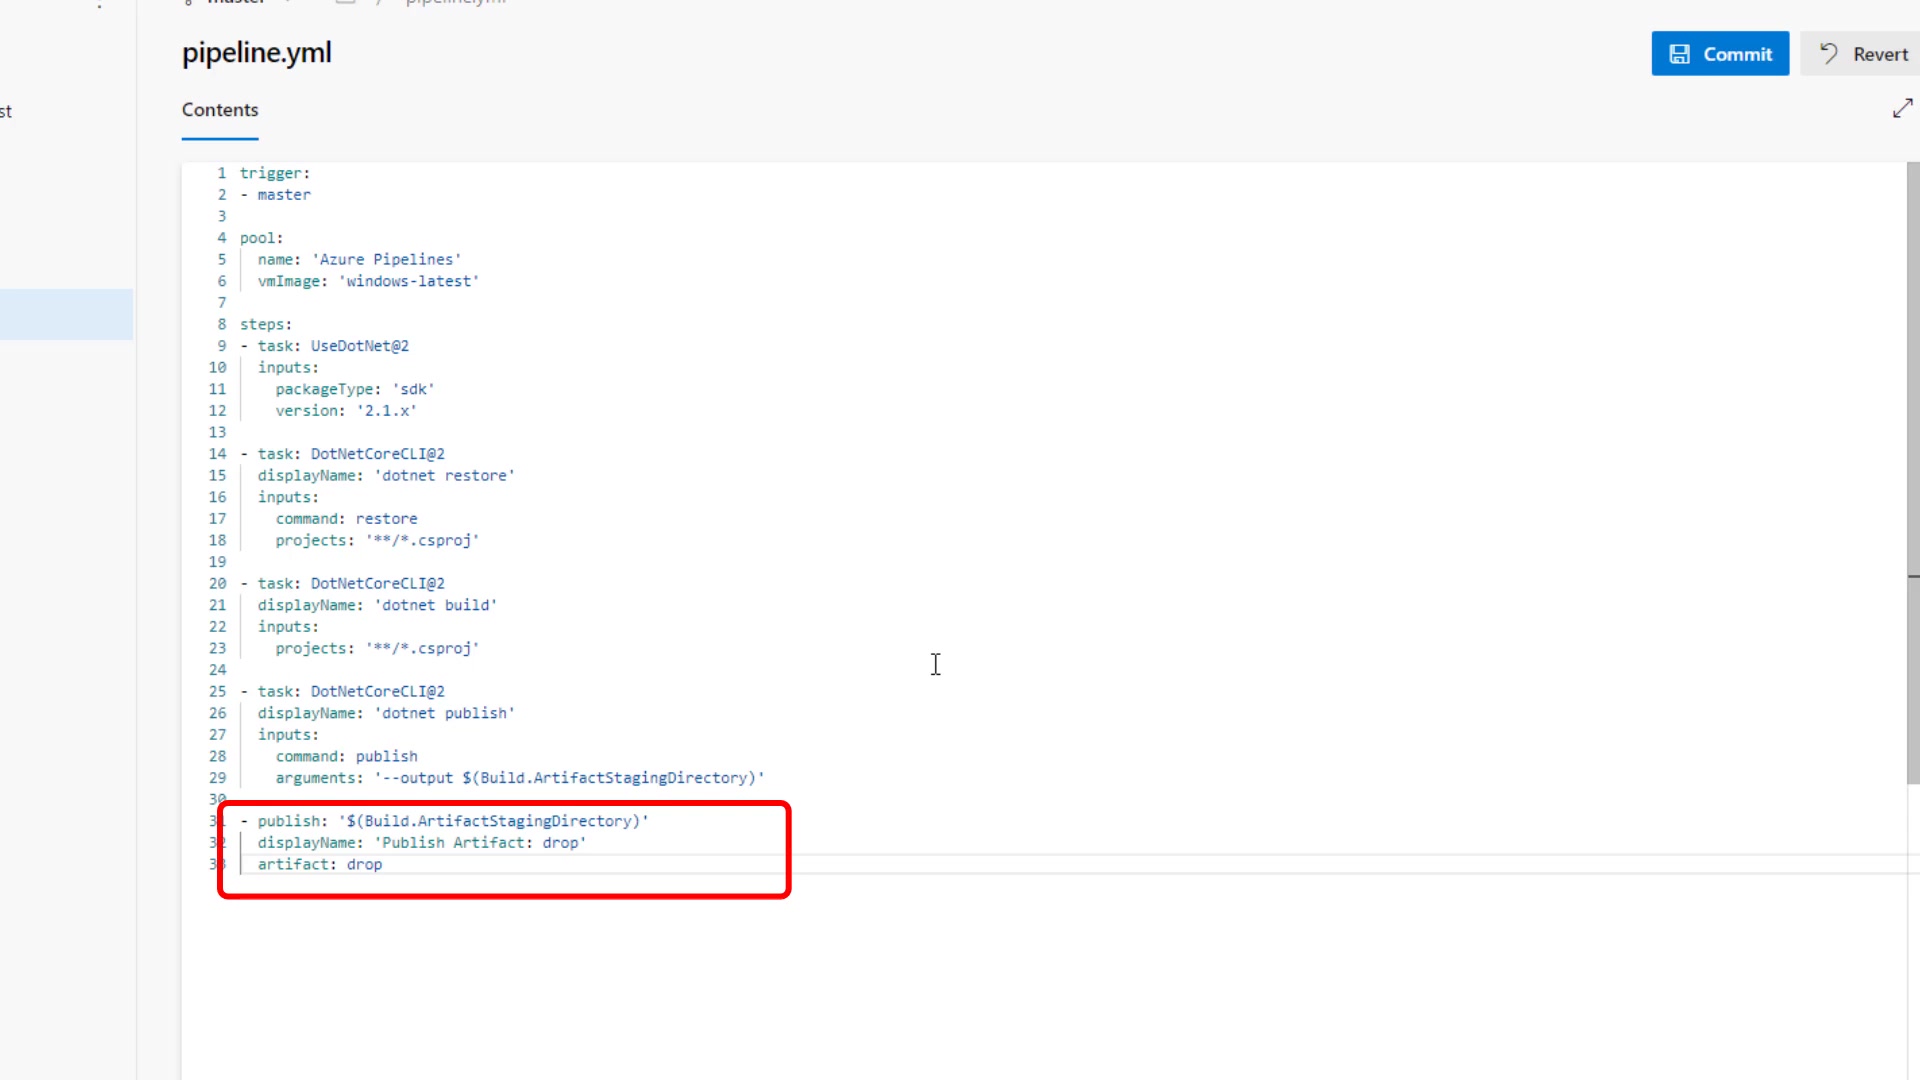 master / pipeline.yml
pipeline.yml
Commit
Revert
st
Contents
1 trigger:
2 - master
3
4 pool:
5 name: 'Azure Pipelines'
6 vmImage: 'windows-latest'
7
8 steps:
9 - task: UseDotNet@2
10 inputs:
11 packageType: 'sdk'
12 version: '2.1.x'
13
14 - task: DotNetCoreCLI@2
15 displayName: 'dotnet restore'
16 inputs:
17 command: restore
18 projects: '**/*.csproj'
19
20 - task: DotNetCoreCLI@2
21 displayName: 'dotnet build'
22 inputs:
23 projects: '**/*.csproj'
24
25 - task: DotNetCoreCLI@2
26 displayName: 'dotnet publish'
27 inputs:
28 command: publish
29 arguments: '--output $(Build.ArtifactStagingDirectory)'
30
31 - publish: '$(Build.ArtifactStagingDirectory)'
32 displayName: 'Publish Artifact: drop'
33 artifact: drop